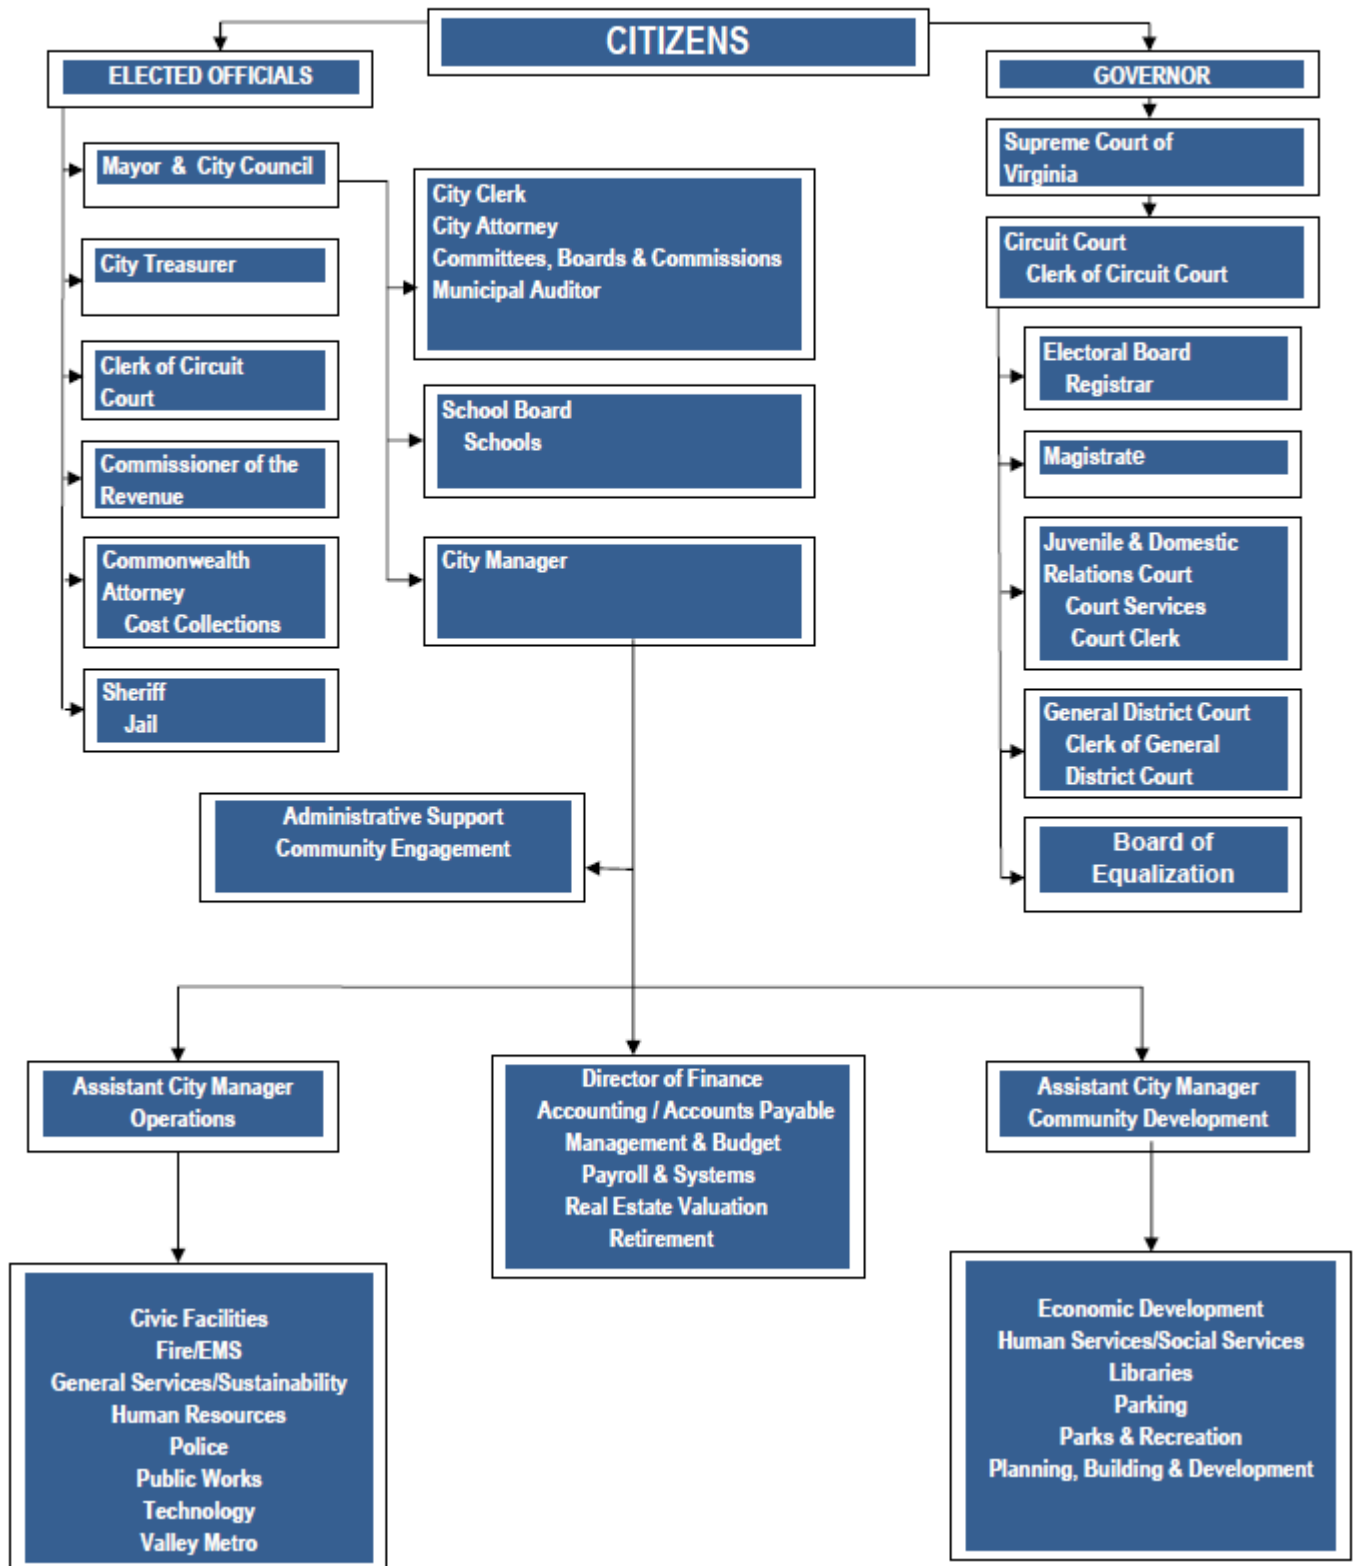 CITIZENS
ELECTED OFFICIALS
GOVERNOR
Mayor & City Council
City Treasurer
Clerk of Circuit
Court
Commissioner of the
Revenue
Commonwealth
Attorney
Cost Collections
Sheriff
Jail
City Clerk
City Attorney
Committees, Boards & Commissions
Municipal Auditor
School Board
Schools
City Manager
Supreme Court of
Virginia
Circuit Court
Clerk of Circuit Court
Electoral Board
Registrar
Magistrate
Juvenile & Domestic
Relations Court
Court Services
Court Clerk
General District Court
Clerk of General
District Court
Board of
Equalization
Administrative Support
Community Engagement
Assistant City Manager
Operations
Director of Finance
Accounting / Accounts Payable
Management & Budget
Payroll & Systems
Real Estate Valuation
Retirement
Assistant City Manager
Community Development
Civic Facilities
Fire/EMS
General Services/Sustainability
Human Resources
Police
Public Works
Technology
Valley Metro
Economic Development
Human Services/Social Services
Libraries
Parking
Parks & Recreation
Planning, Building & Development